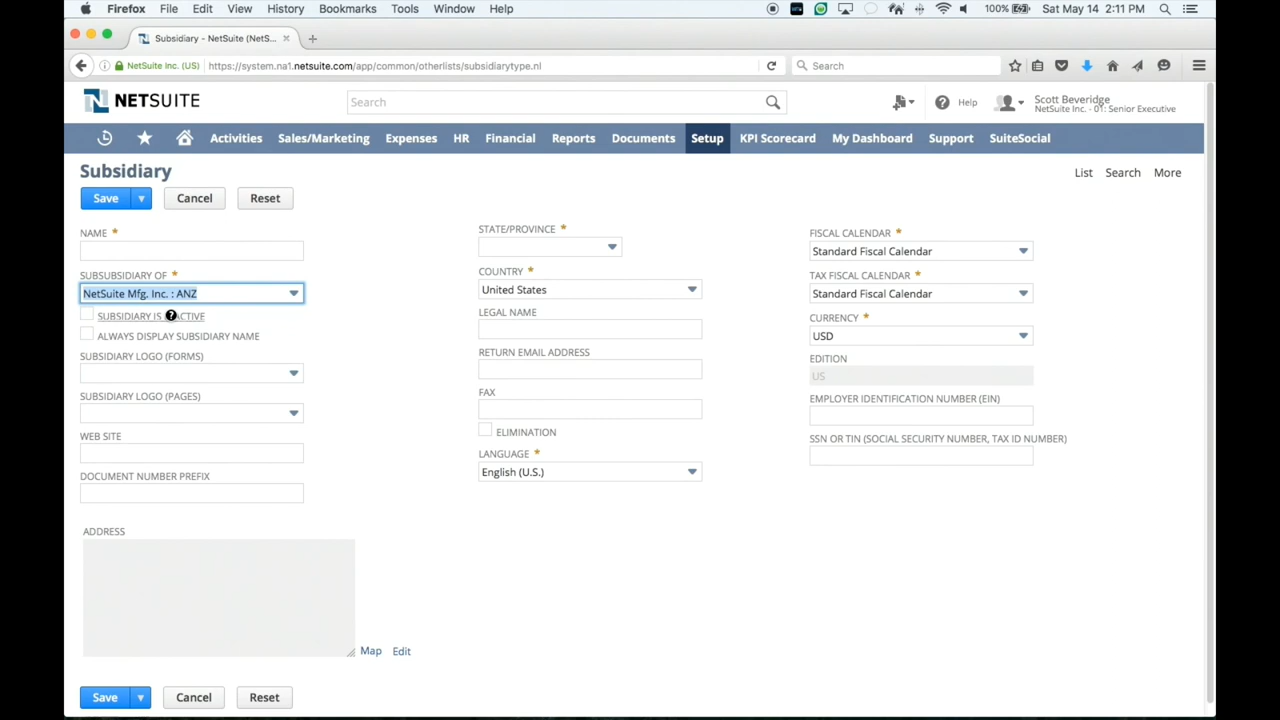 Firefox File Edit View History Bookmarks Tools Window Help 100% Sat May 14 2:11 PM
Subsidiary - NetSuite (NetS...
NetSuite Inc. (US) https://system.na1.netsuite.com/app/common/otherlists/subsidiarytype.nl Search
NETSUITE Search Help Scott Beveridge
NetSuite Inc. - 01: Senior Executive
Activities Sales/Marketing Expenses HR Financial Reports Documents Setup KPI Scorecard My Dashboard Support SuiteSocial
Subsidiary List Search More
Save Cancel Reset
NAME *
SUBSUBSIDIARY OF *
NetSuite Mfg. Inc. : ANZ
SUBSIDIARY IS ACTIVE
ALWAYS DISPLAY SUBSIDIARY NAME
SUBSIDIARY LOGO (FORMS)
SUBSIDIARY LOGO (PAGES)
WEB SITE
DOCUMENT NUMBER PREFIX
ADDRESS
Map Edit
STATE/PROVINCE *
COUNTRY *
United States
LEGAL NAME
RETURN EMAIL ADDRESS
FAX
ELIMINATION
LANGUAGE *
English (U.S.)
FISCAL CALENDAR *
Standard Fiscal Calendar
TAX FISCAL CALENDAR *
Standard Fiscal Calendar
CURRENCY *
USD
EDITION
US
EMPLOYER IDENTIFICATION NUMBER (EIN)
SSN OR TIN (SOCIAL SECURITY NUMBER, TAX ID NUMBER)
Save Cancel Reset